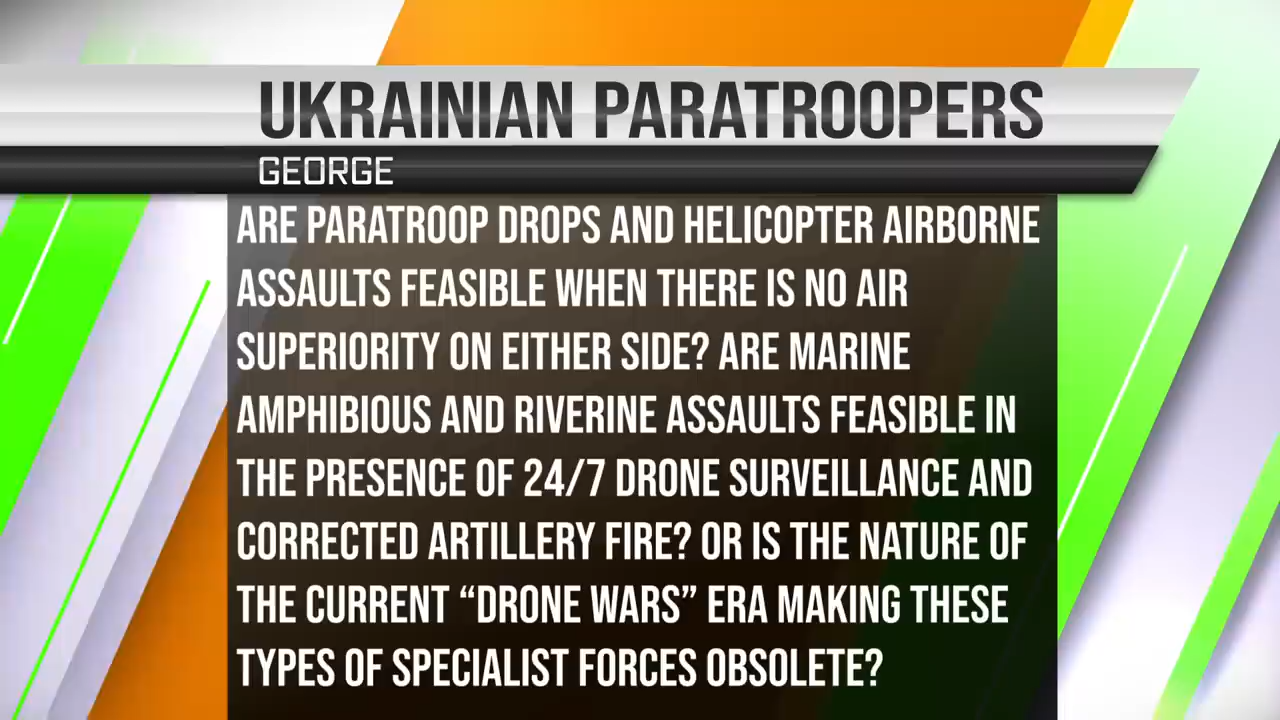 UKRAINIAN PARATROOPERS
GEORGE
ARE PARATROOP DROPS AND HELICOPTER AIRBORNE
ASSAULTS FEASIBLE WHEN THERE IS NO AIR
SUPERIORITY ON EITHER SIDE? ARE MARINE
AMPHIBIOUS AND RIVERINE ASSAULTS FEASIBLE IN
THE PRESENCE OF 24/7 DRONE SURVEILLANCE AND
CORRECTED ARTILLERY FIRE? OR IS THE NATURE OF
THE CURRENT “DRONE WARS” ERA MAKING THESE
TYPES OF SPECIALIST FORCES OBSOLETE?